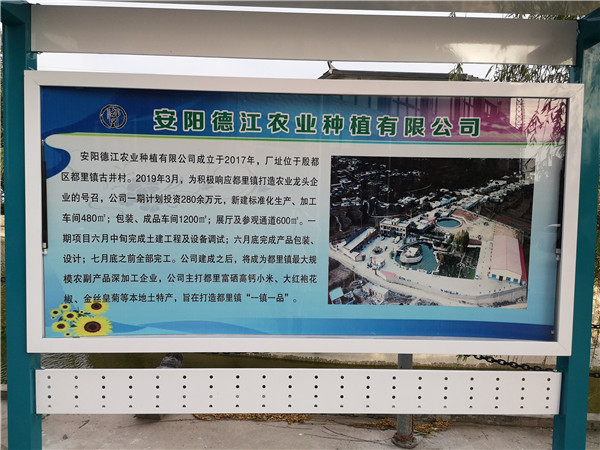 安阳德江农业种植有限公司
安阳德江农业种植有限公司成立于2017年，厂址位于殷都
区都里镇古井村。2019年3月，为积极响应都里镇打造农业龙头企
业的号召，公司一期计划投资280余万元，新建标准化生产、加工
车间480㎡；包装、成品车间1200㎡；展厅及参观通道600㎡。一
期项目六月中旬完成土建工程及设备调试；六月底完成产品包装、
设计；七月底之前全部完工。公司建成之后，将成为都里镇最大规
模农副产品深加工企业，公司主打都里富硒高钙小米、大红袍花
椒、金丝皇菊等本地土特产，旨在打造都里镇“一镇一品”。